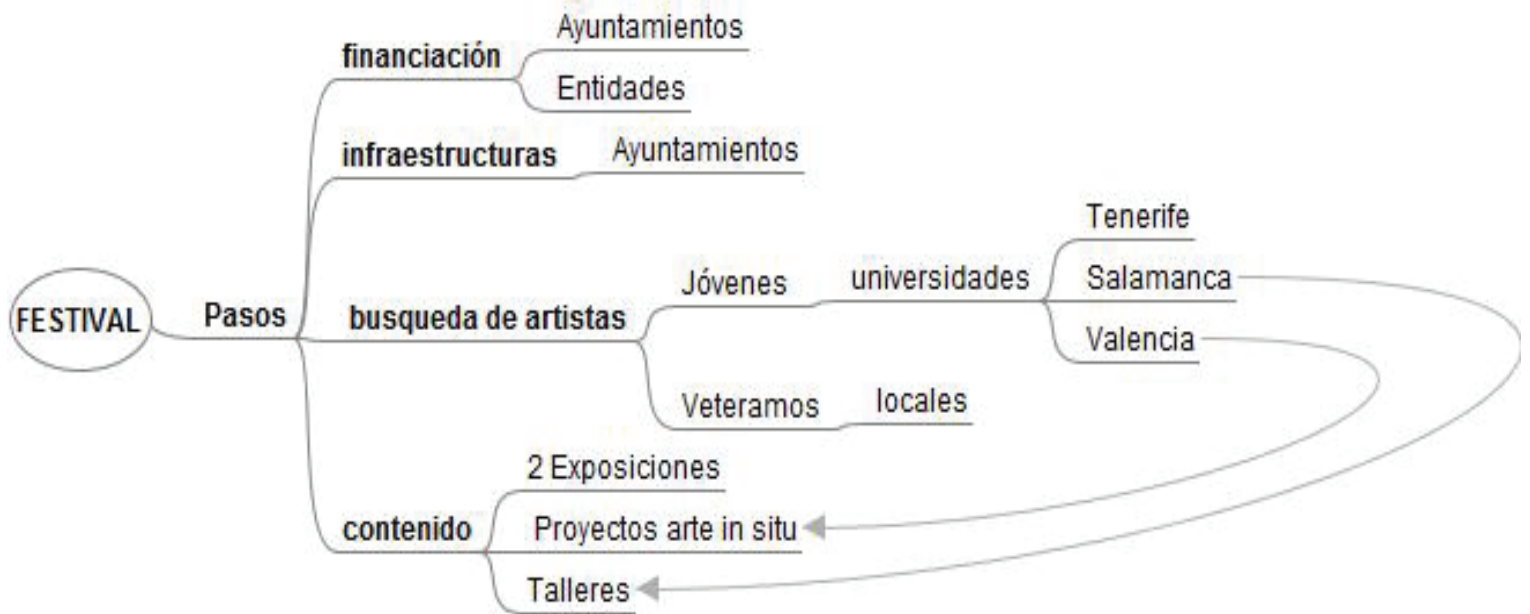 FESTIVAL
Pasos
financiación
Ayuntamientos
Entidades
infraestructuras
Ayuntamientos
busqueda de artistas
Jóvenes
universidades
Tenerife
Salamanca
Valencia
Veteramos
locales
contenido
2 Exposiciones
Proyectos arte in situ
Talleres